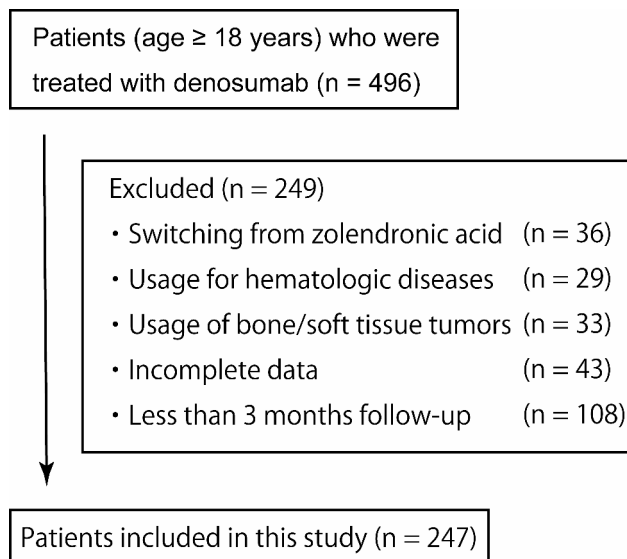 Patients (age ≥ 18 years) who were
treated with denosumab (n = 496)
Excluded (n = 249)
・Switching from zolendronic acid (n = 36)
・Usage for hematologic diseases (n = 29)
・Usage of bone/soft tissue tumors (n = 33)
・Incomplete data (n = 43)
・Less than 3 months follow-up (n = 108)
Patients included in this study (n = 247)